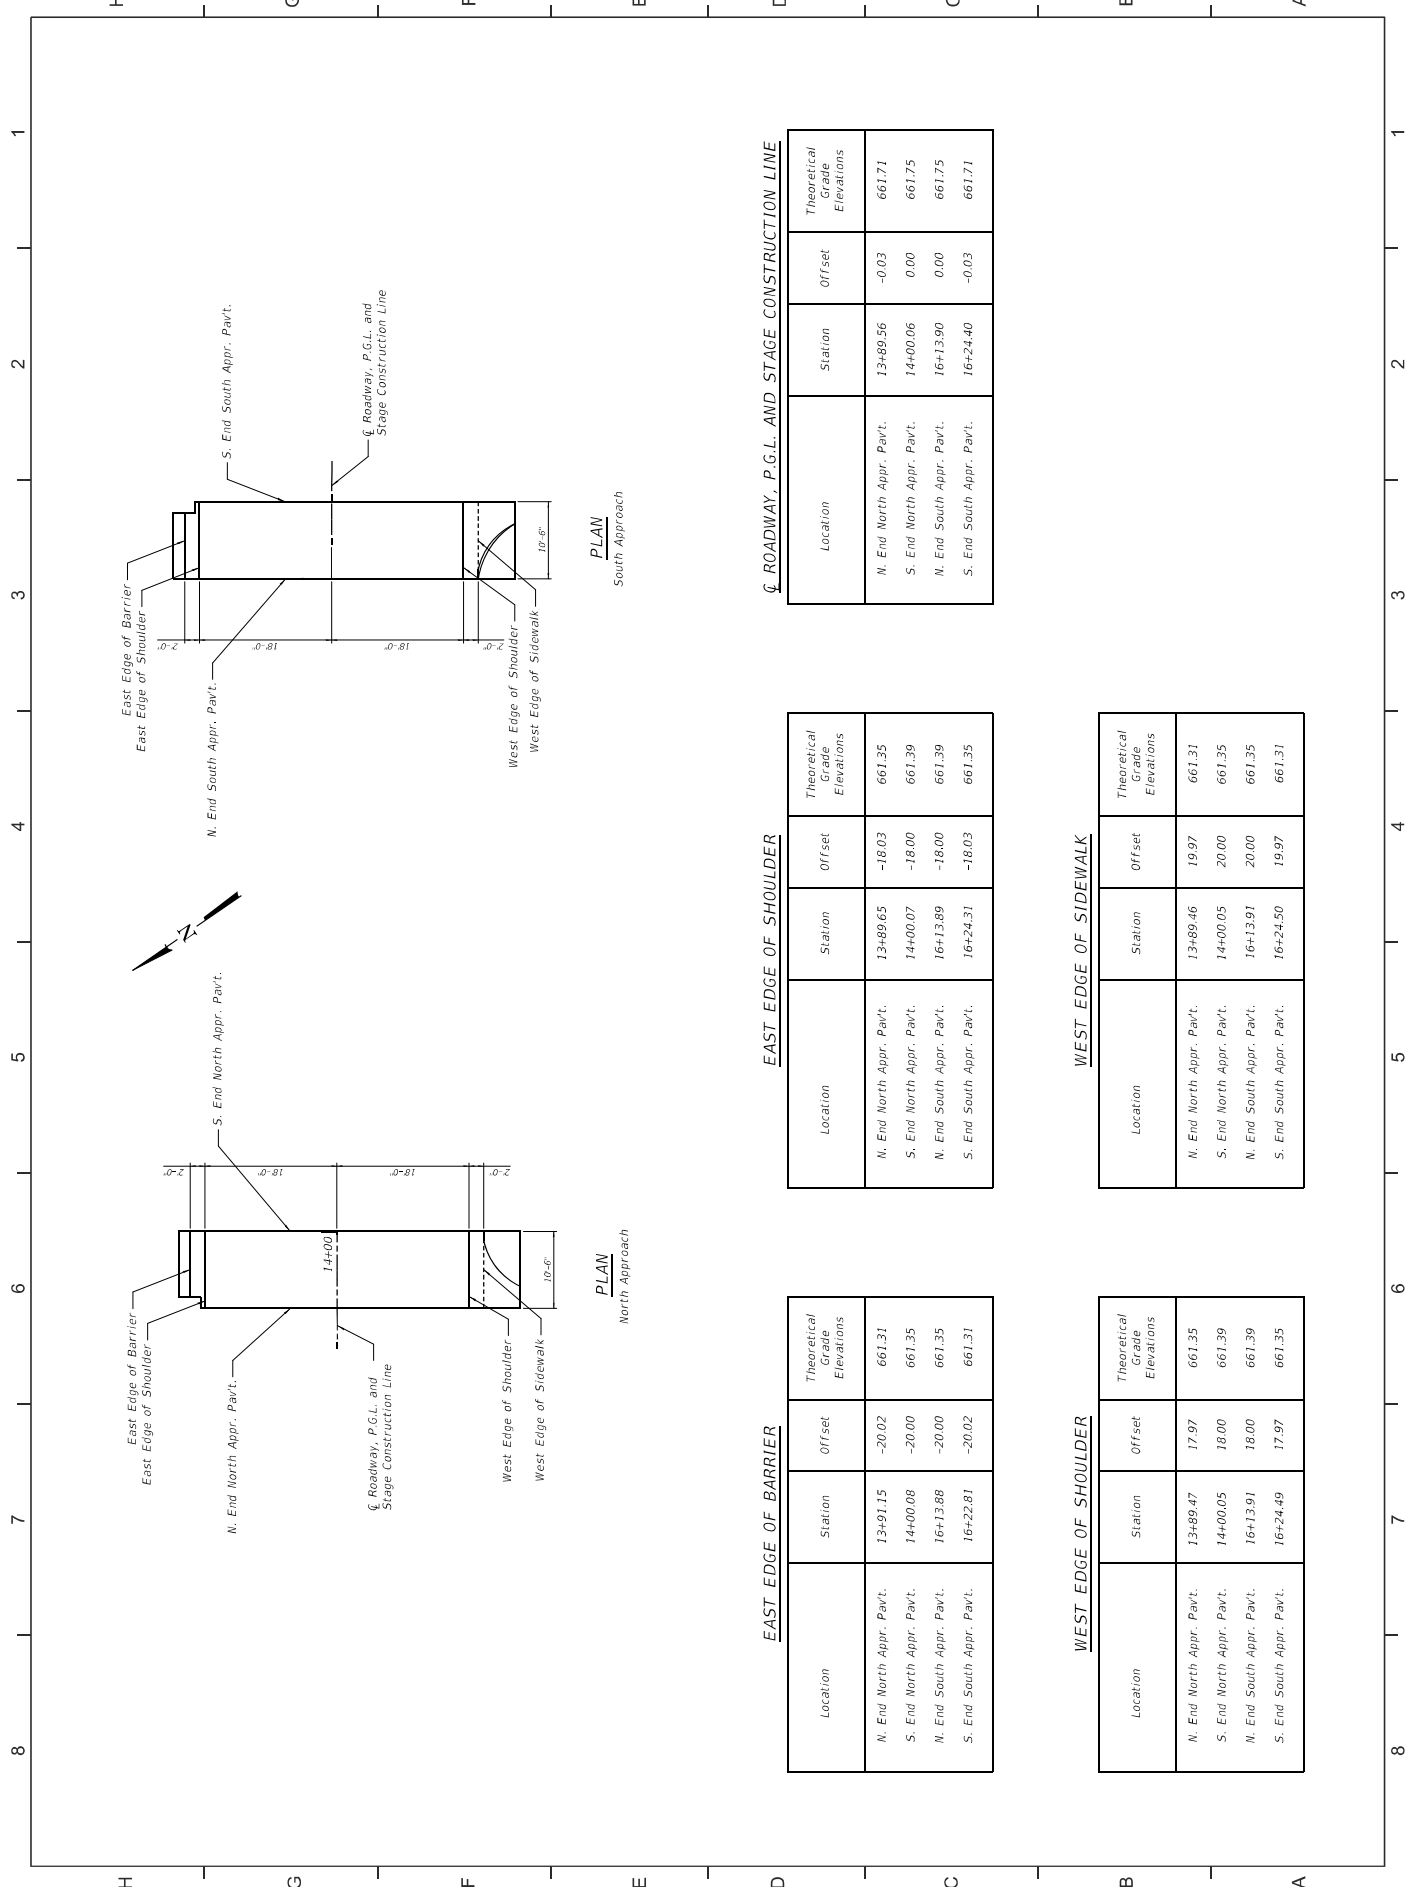 East Edge of Barrier
East Edge of Shoulder
N. End North Appr. Pav't.
℄ Roadway, P.G.L. and
Stage Construction Line
West Edge of Shoulder
West Edge of Sidewalk
S. End North Appr. Pav't.
14+00
2'-0"
18'-0"
18'-0"
2'-0"
10'-6"
PLAN
North Approach
N
East Edge of Barrier
East Edge of Shoulder
N. End South Appr. Pav't.
West Edge of Shoulder
West Edge of Sidewalk
S. End South Appr. Pav't.
℄ Roadway, P.G.L. and
Stage Construction Line
2'-0"
18'-0"
18'-0"
2'-0"
10'-6"
PLAN
South Approach
EAST EDGE OF BARRIER
Location Station Offset Theoretical
Grade
Elevations
N. End North Appr. Pav't. 13+91.15 -20.02 661.31
S. End North Appr. Pav't. 14+00.08 -20.00 661.35
N. End South Appr. Pav't. 16+13.88 -20.00 661.35
S. End South Appr. Pav't. 16+22.81 -20.02 661.31
EAST EDGE OF SHOULDER
Location Station Offset Theoretical
Grade
Elevations
N. End North Appr. Pav't. 13+89.65 -18.03 661.35
S. End North Appr. Pav't. 14+00.07 -18.00 661.39
N. End South Appr. Pav't. 16+13.89 -18.00 661.39
S. End South Appr. Pav't. 16+24.31 -18.03 661.35
℄ ROADWAY, P.G.L. AND STAGE CONSTRUCTION LINE
Location Station Offset Theoretical
Grade
Elevations
N. End North Appr. Pav't. 13+89.56 -0.03 661.71
S. End North Appr. Pav't. 14+00.06 0.00 661.75
N. End South Appr. Pav't. 16+13.90 0.00 661.75
S. End South Appr. Pav't. 16+24.40 -0.03 661.71
WEST EDGE OF SHOULDER
Location Station Offset Theoretical
Grade
Elevations
N. End North Appr. Pav't. 13+89.47 17.97 661.35
S. End North Appr. Pav't. 14+00.05 18.00 661.39
N. End South Appr. Pav't. 16+13.91 18.00 661.39
S. End South Appr. Pav't. 16+24.49 17.97 661.35
WEST EDGE OF SIDEWALK
Location Station Offset Theoretical
Grade
Elevations
N. End North Appr. Pav't. 13+89.46 19.97 661.31
S. End North Appr. Pav't. 14+00.05 20.00 661.35
N. End South Appr. Pav't. 16+13.91 20.00 661.35
S. End South Appr. Pav't. 16+24.50 19.97 661.31
8 7 6 5 4 3 2 1
8 7 6 5 4 3 2 1
H G F E D C B A
H G F E D C B A